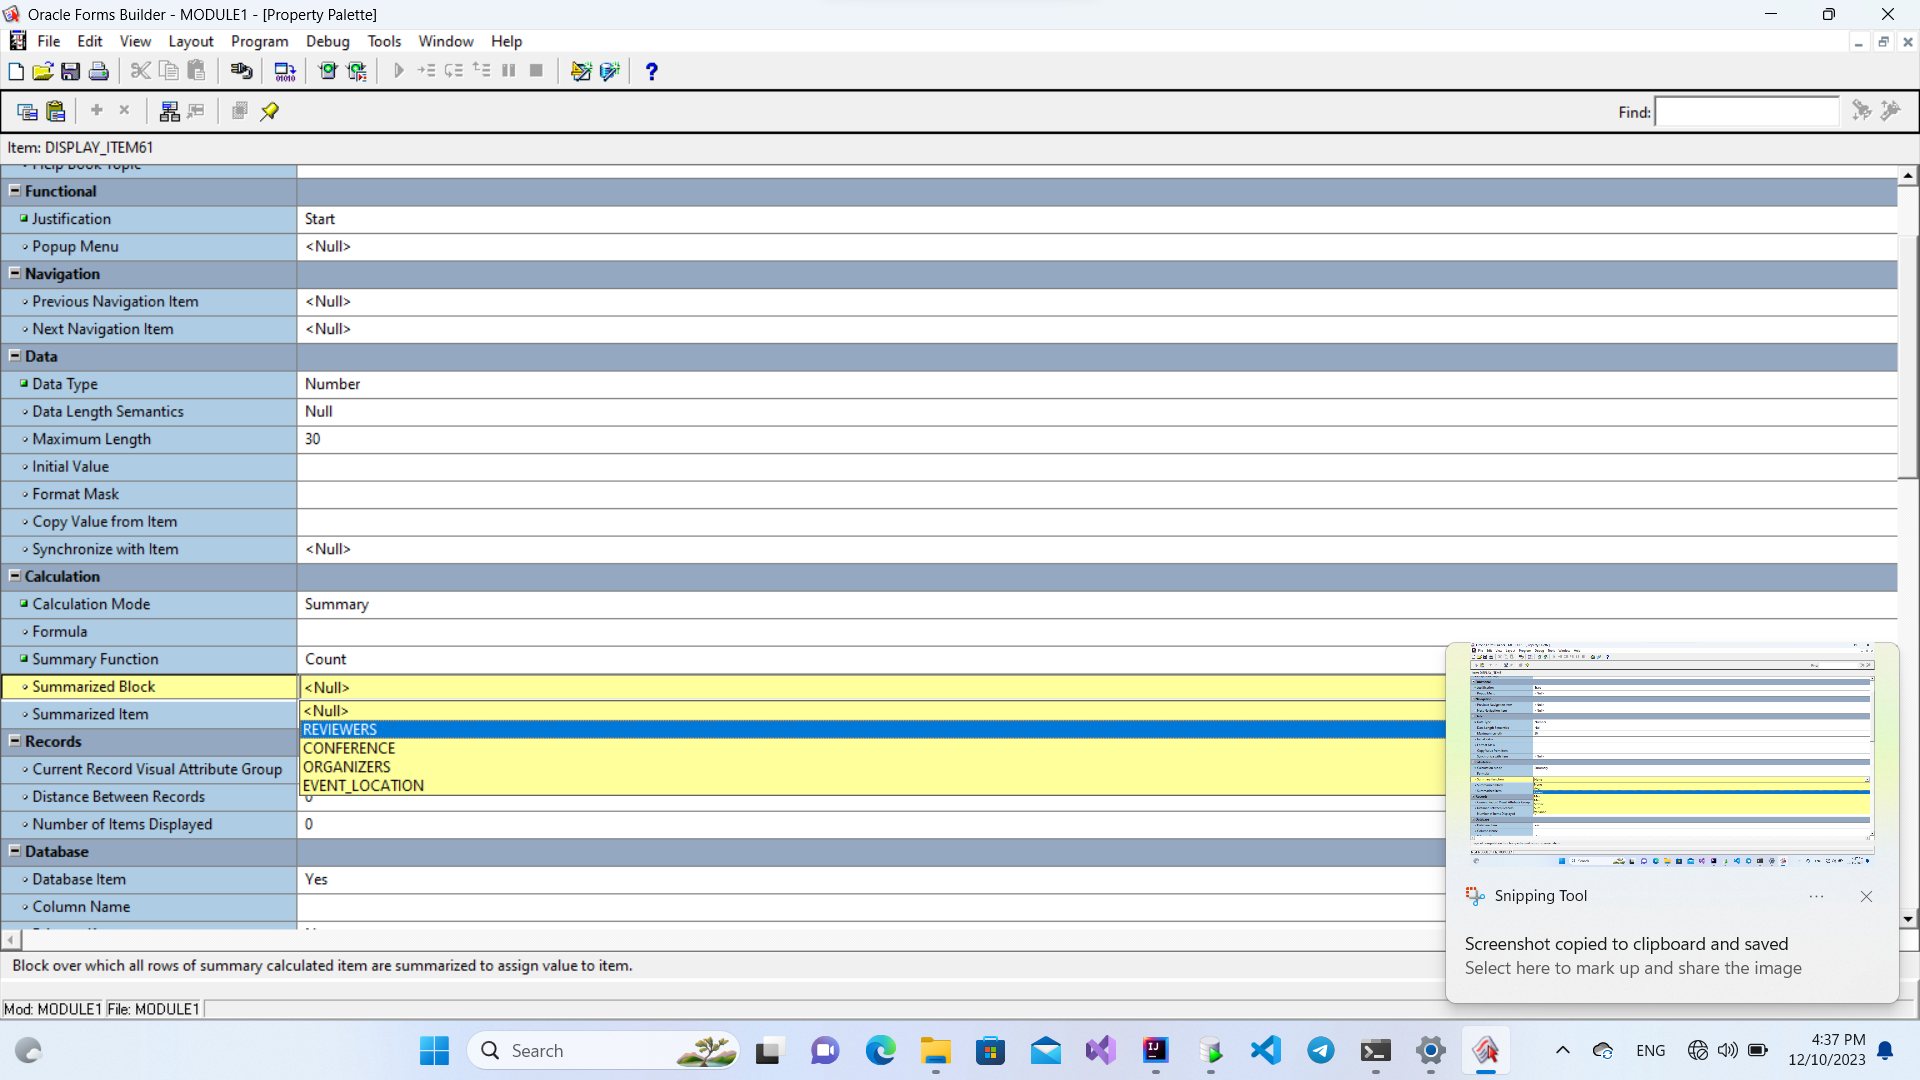 Oracle Forms Builder - MODULE1 - [Property Palette]
File Edit View Layout Program Debug Tools Window Help
Find:
Item: DISPLAY_ITEM61
Help Book Topic
Functional
Justification Start
Popup Menu <Null>
Navigation
Previous Navigation Item <Null>
Next Navigation Item <Null>
Data
Data Type Number
Data Length Semantics Null
Maximum Length 30
Initial Value
Format Mask
Copy Value from Item
Synchronize with Item <Null>
Calculation
Calculation Mode Summary
Formula
Summary Function Count
Summarized Block <Null>
Summarized Item <Null>
REVIEWERS
Records CONFERENCE
Current Record Visual Attribute Group ORGANIZERS
EVENT_LOCATION
Distance Between Records 0
Number of Items Displayed 0
Database
Database Item Yes
Column Name
Block over which all rows of summary calculated item are summarized to assign value to item.
Mod: MODULE1 File: MODULE1
Snipping Tool
Screenshot copied to clipboard and saved
Select here to mark up and share the image
Search
ENG
4:37 PM
12/10/2023